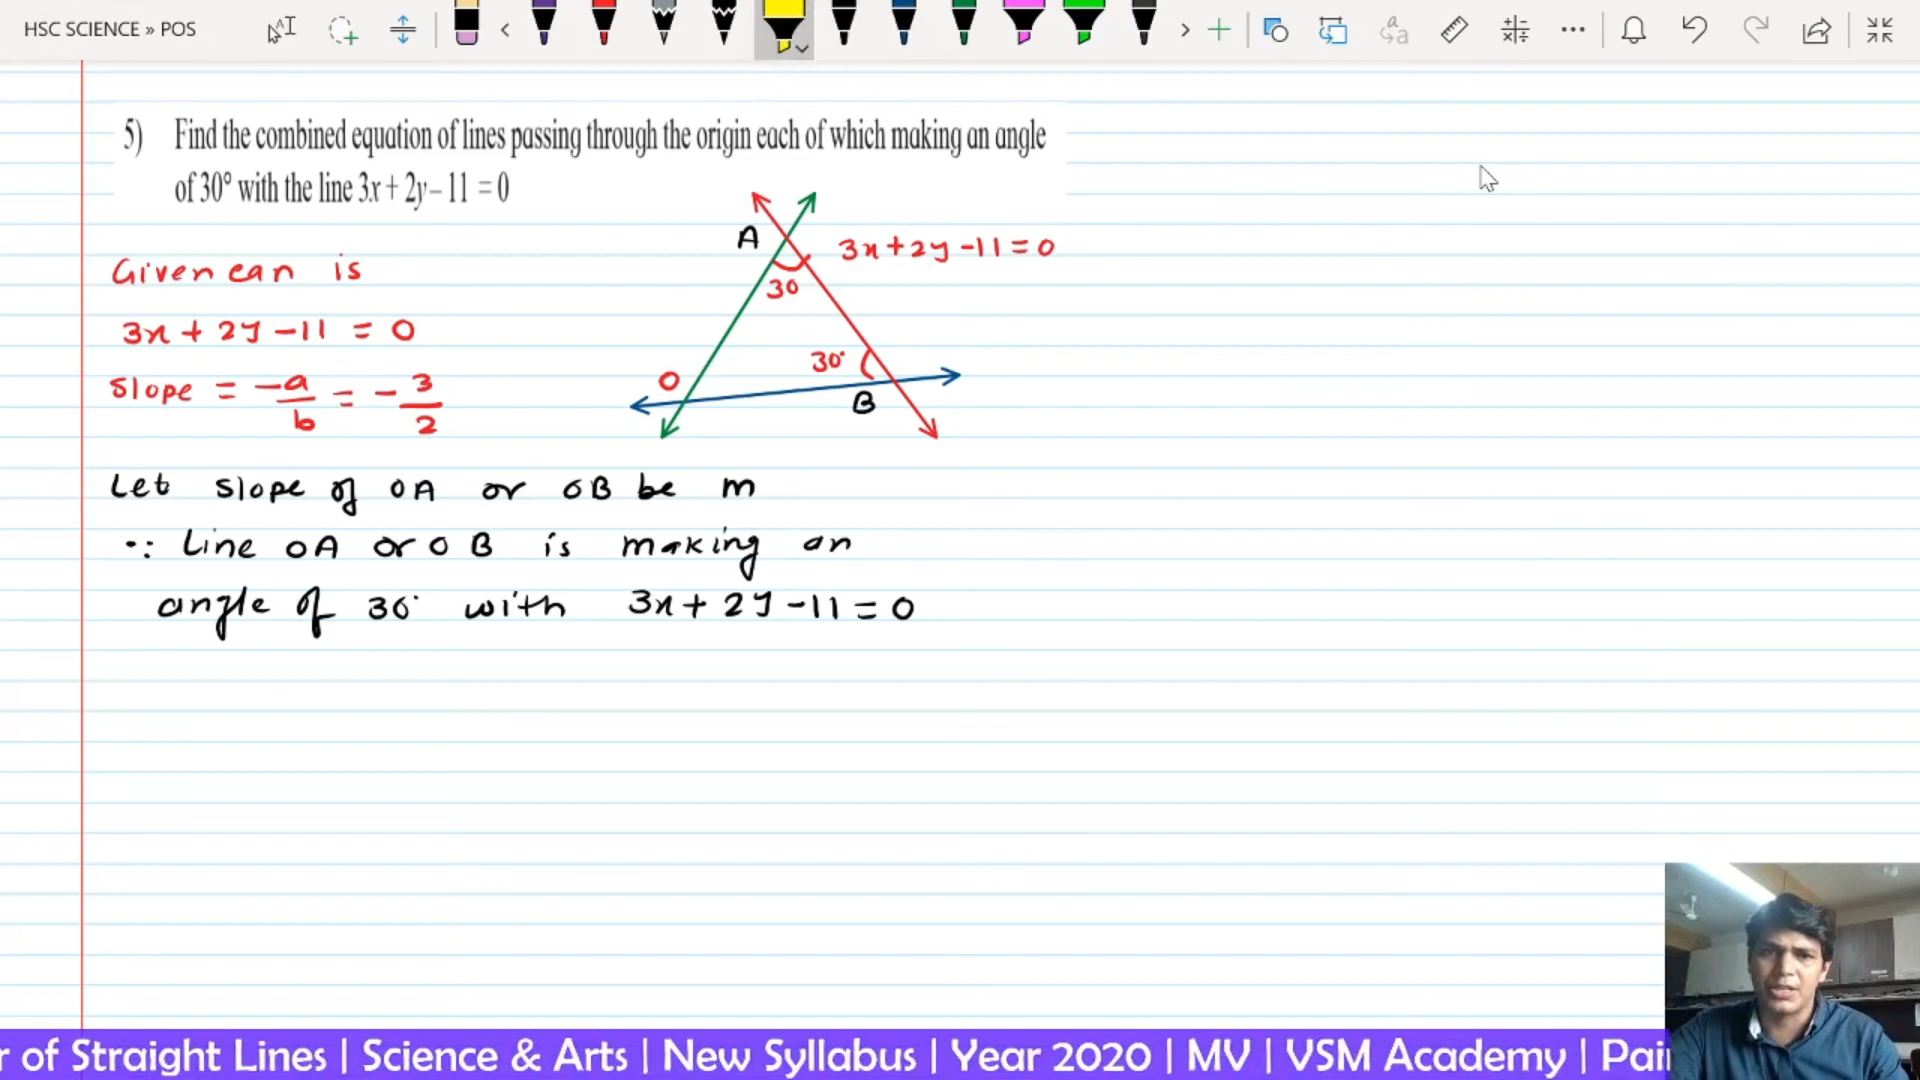 HSC SCIENCE » POS
5) Find the combined equation of lines passing through the origin each of which making an angle
of 30° with the line 3x + 2y – 11 = 0
A
3x+2y-11=0
30
30°
O
B
Given eqn is
3x + 2y - 11 = 0
Slope = -a/b = -3/2
Let slope of OA or OB be m
∵ Line OA or OB is making an
angle of 30° with 3x + 2y - 11 = 0
r of Straight Lines | Science & Arts | New Syllabus | Year 2020 | MV | VSM Academy | Pai